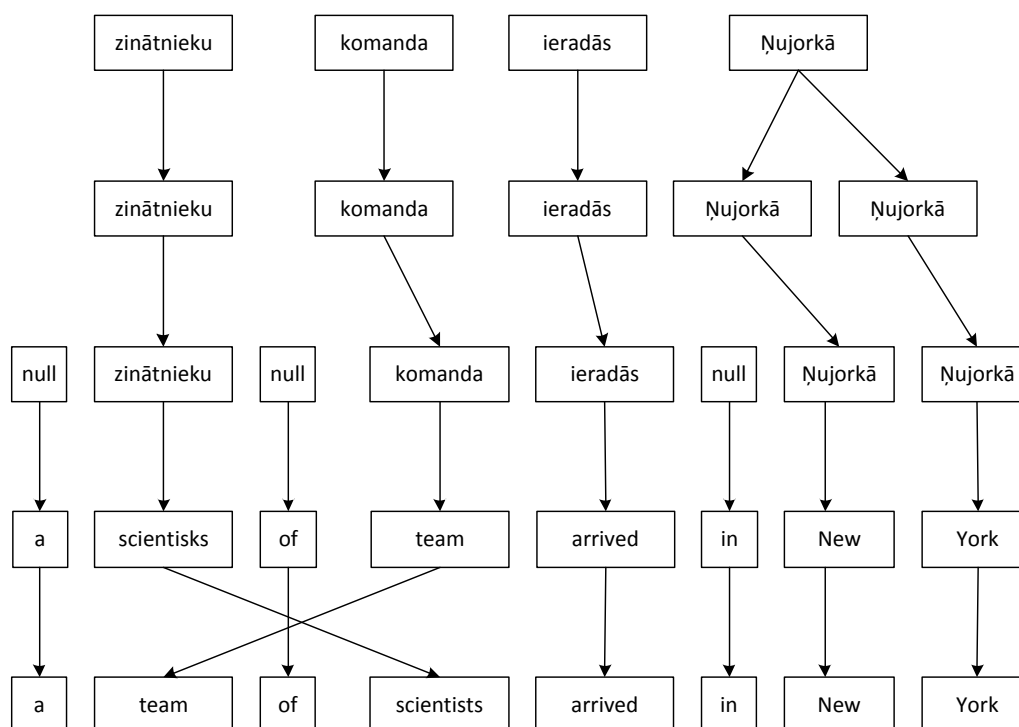 zinātnieku komanda ieradās Ņujorkā
zinātnieku komanda ieradās Ņujorkā Ņujorkā
null zinātnieku null komanda ieradās null Ņujorkā Ņujorkā
a scientisks of team arrived in New York
a team of scientists arrived in New York